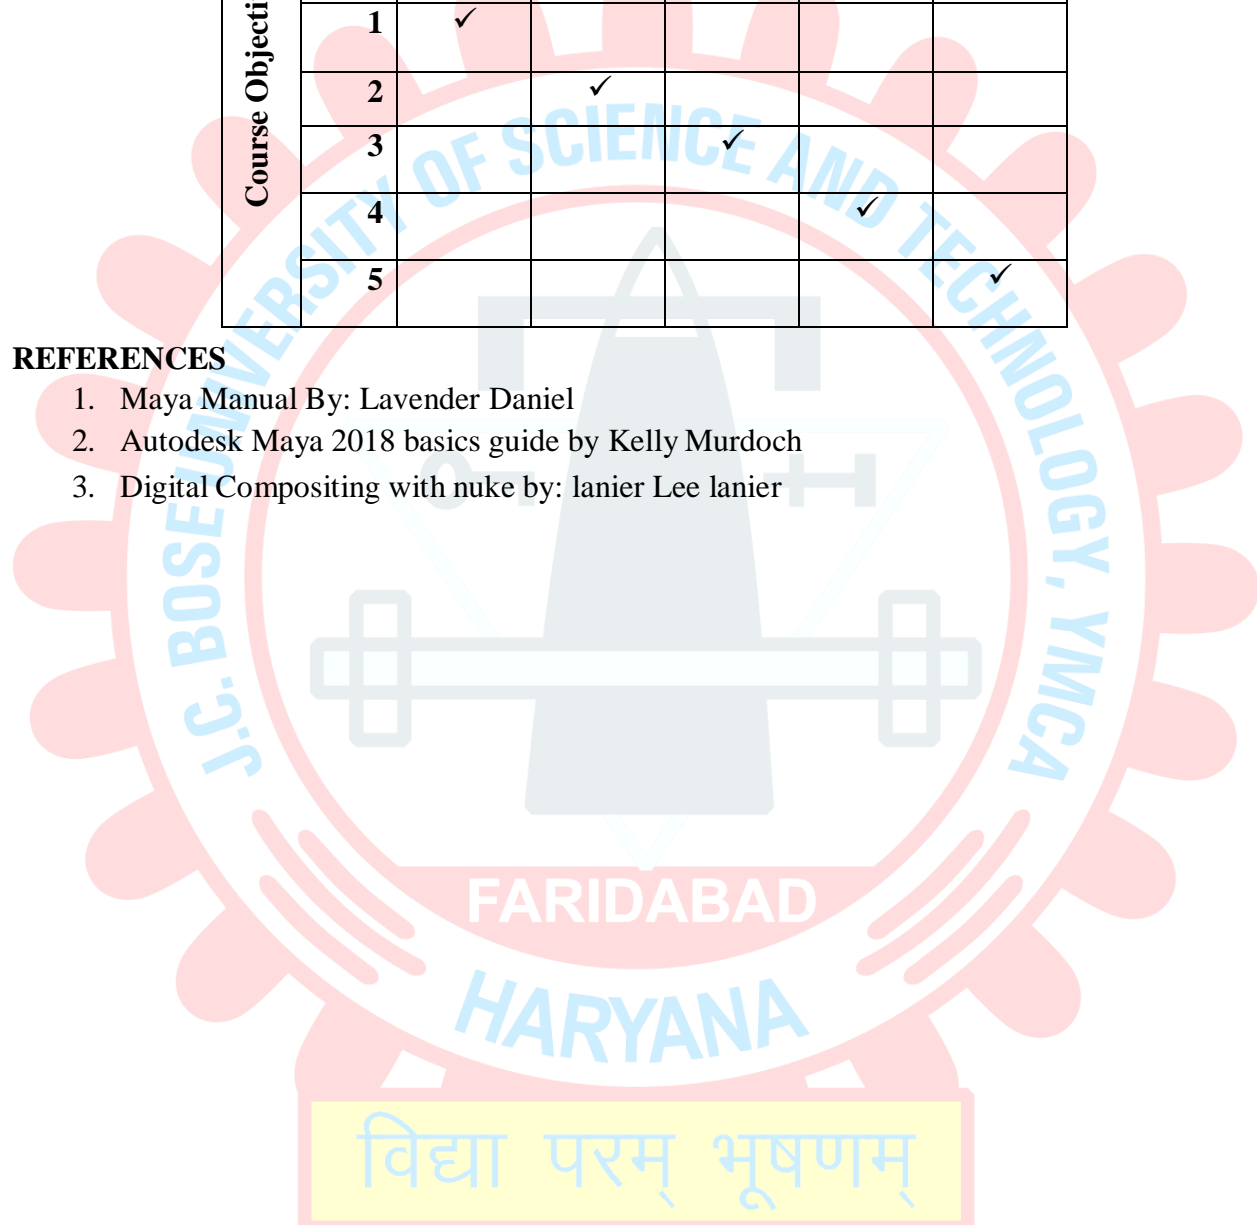 Course Objecti
1 ✓
2 ✓
3 ✓
4 ✓
5 ✓
REFERENCES
1. Maya Manual By: Lavender Daniel
2. Autodesk Maya 2018 basics guide by Kelly Murdoch
3. Digital Compositing with nuke by: lanier Lee lanier
J.C. BOSE UNIVERSITY OF SCIENCE AND TECHNOLOGY, YMCA
FARIDABAD
HARYANA
विद्या परम् भूषणम्